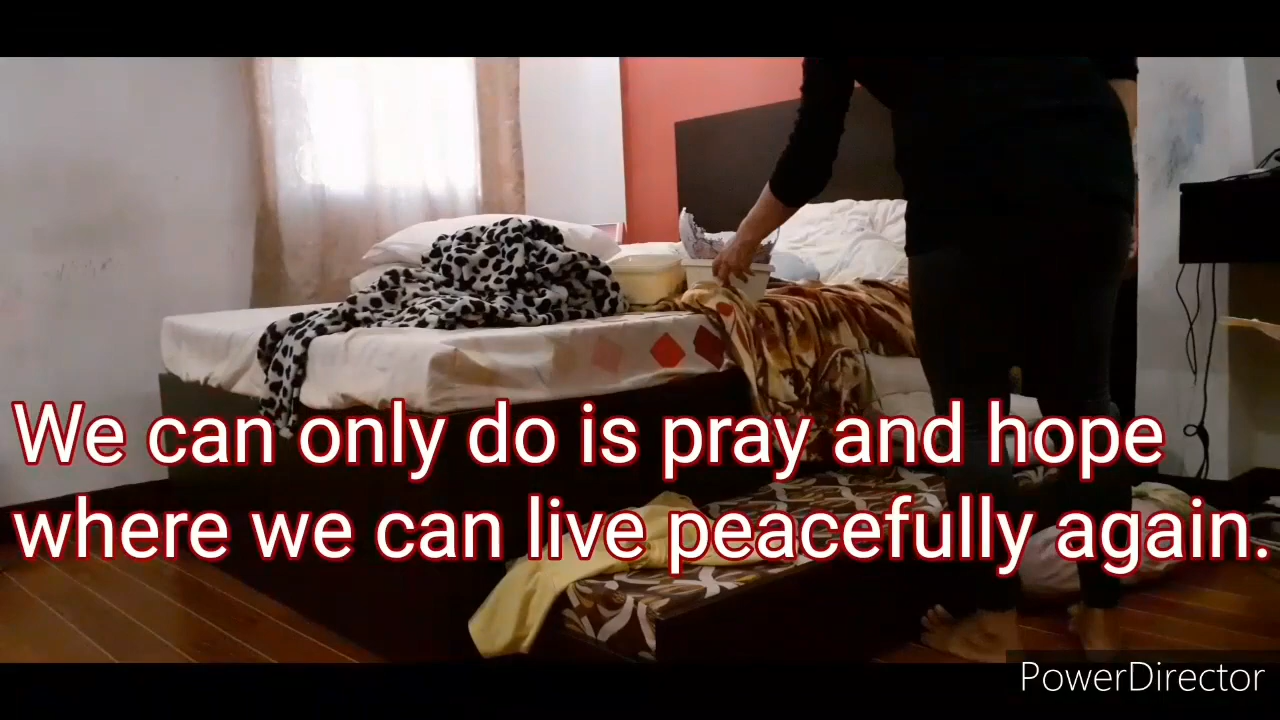 We can only do is pray and hope
where we can live peacefully again.
PowerDirector